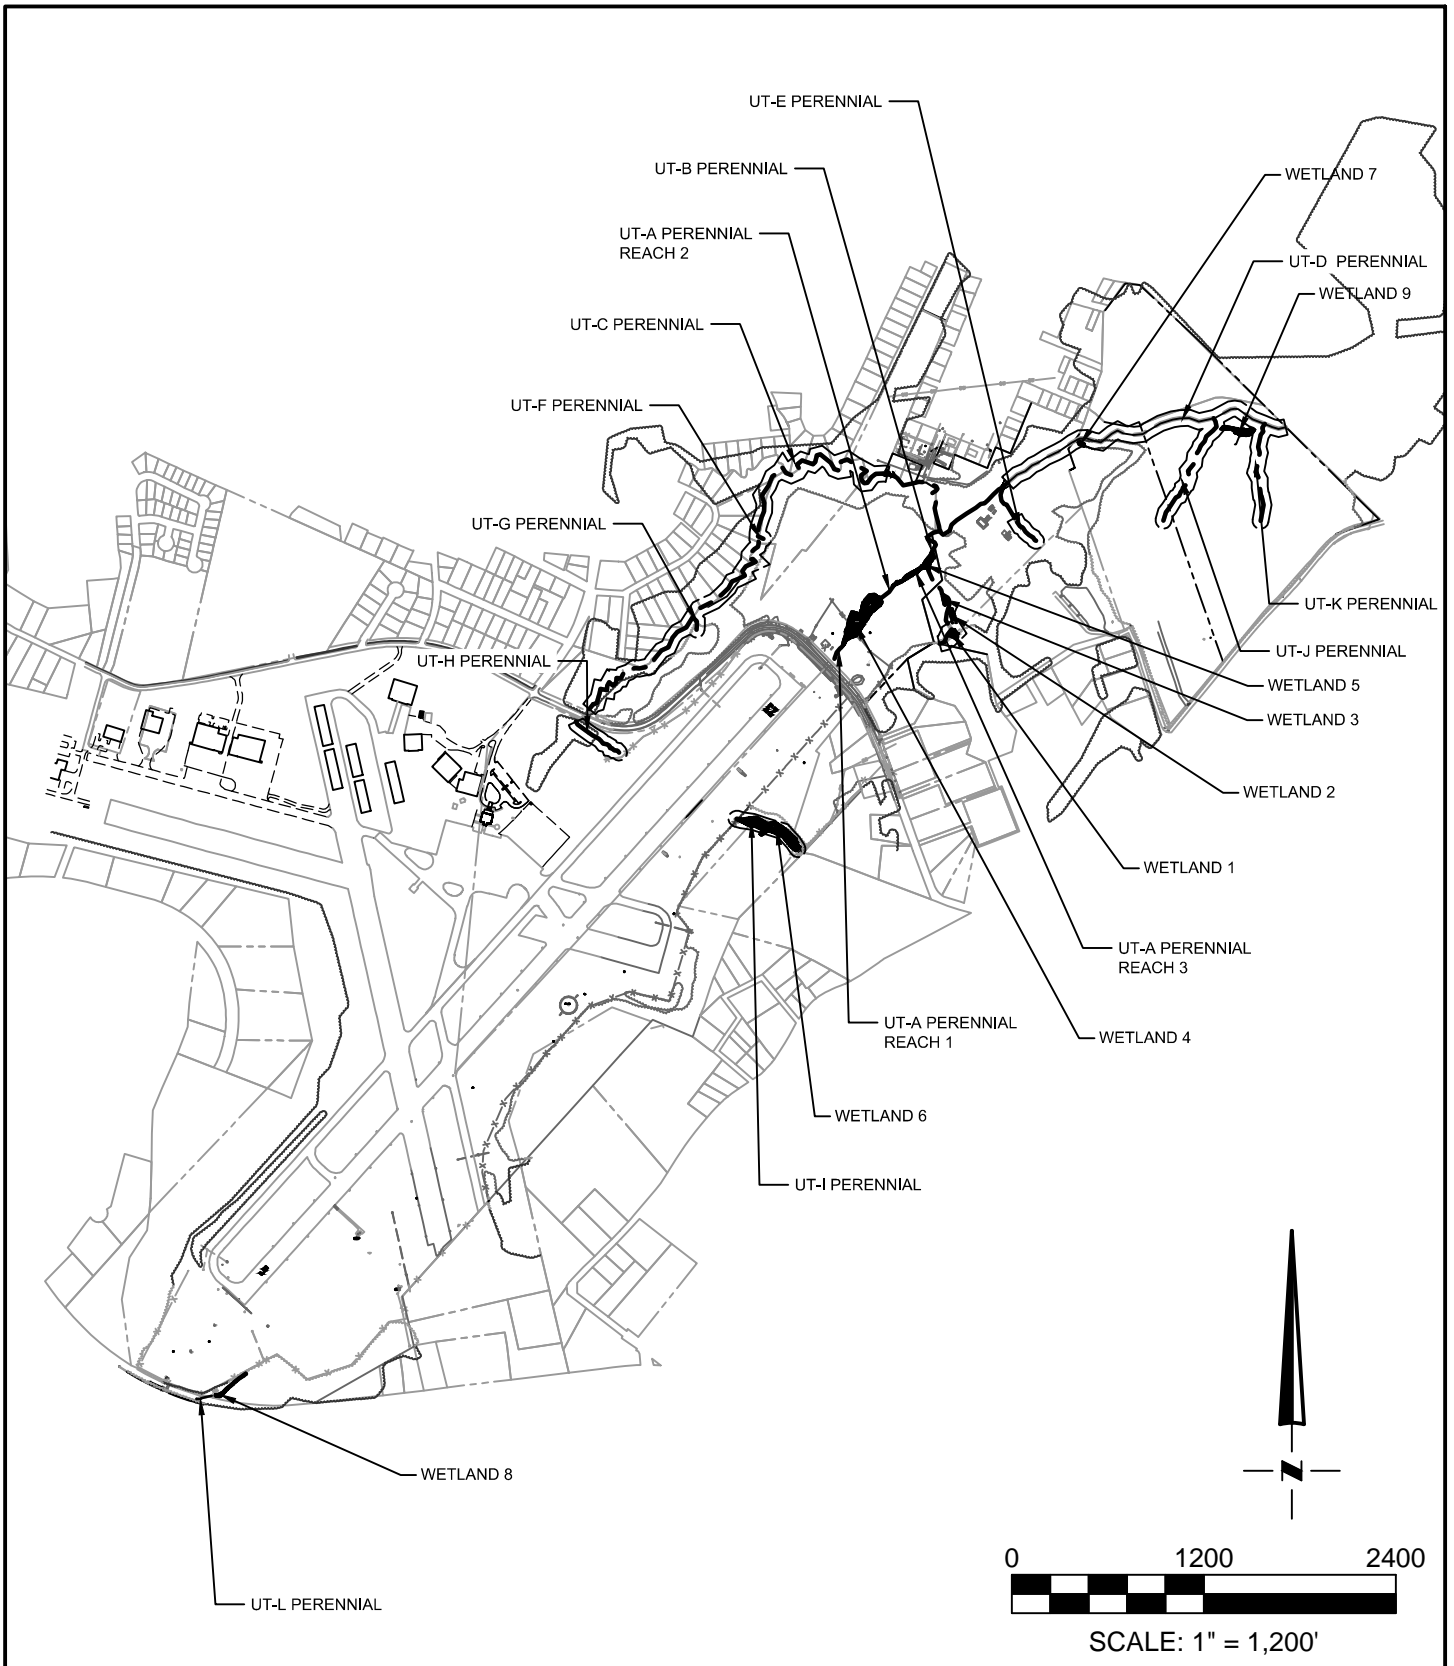 UT-E PERENNIAL
UT-B PERENNIAL
WETLAND 7
UT-A PERENNIAL
REACH 2
UT-D PERENNIAL
WETLAND 9
UT-C PERENNIAL
UT-F PERENNIAL
UT-G PERENNIAL
UT-K PERENNIAL
UT-H PERENNIAL
UT-J PERENNIAL
WETLAND 5
WETLAND 3
WETLAND 2
WETLAND 1
UT-A PERENNIAL
REACH 3
UT-A PERENNIAL
REACH 1
WETLAND 4
WETLAND 6
UT-I PERENNIAL
WETLAND 8
N
UT-L PERENNIAL
0 1200 2400
SCALE: 1" = 1,200'